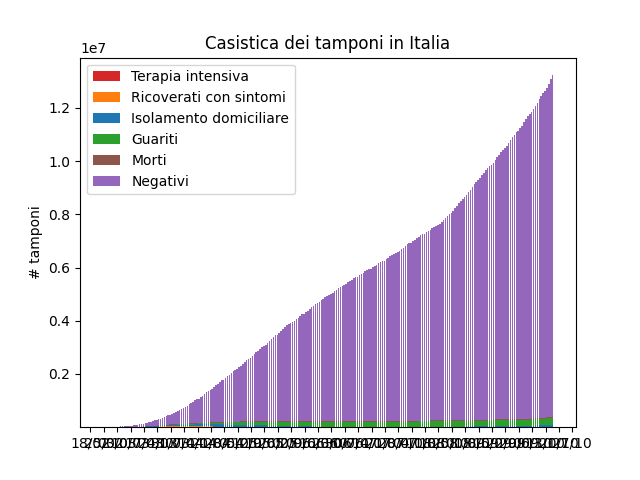 Casistica dei tamponi in Italia
1e7
Terapia intensiva
Ricoverati con sintomi
Isolamento domiciliare
Guariti
Morti
Negativi
1.2
1.0
0.8
0.6
0.4
0.2
# tamponi